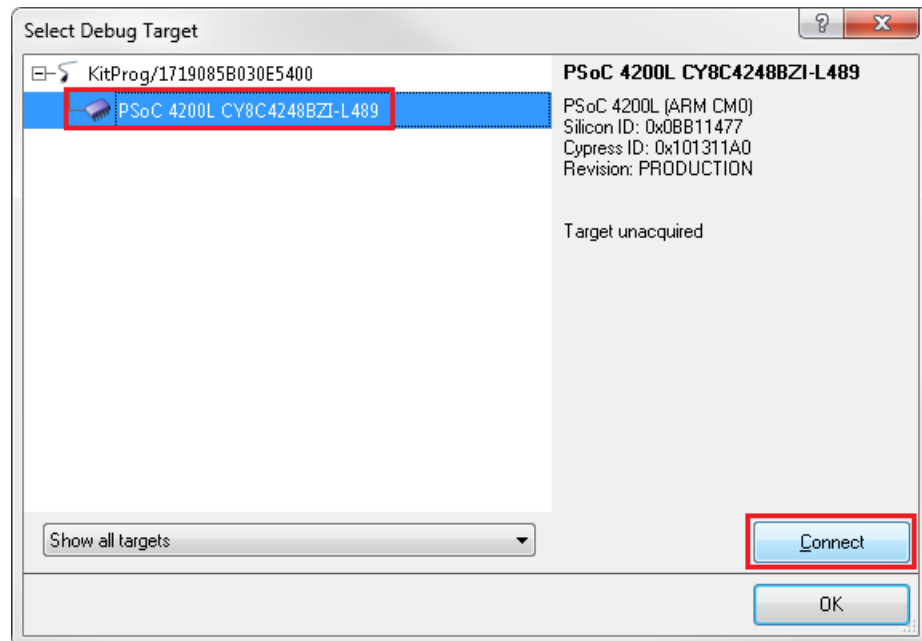 Select Debug Target
KitProg/1719085B030E5400
PSoC 4200L CY8C4248BZI-L489
PSoC 4200L CY8C4248BZI-L489
PSoC 4200L (ARM CM0)
Silicon ID: 0x0BB11477
Cypress ID: 0x101311A0
Revision: PRODUCTION
Target unacquired
Show all targets
Connect
OK